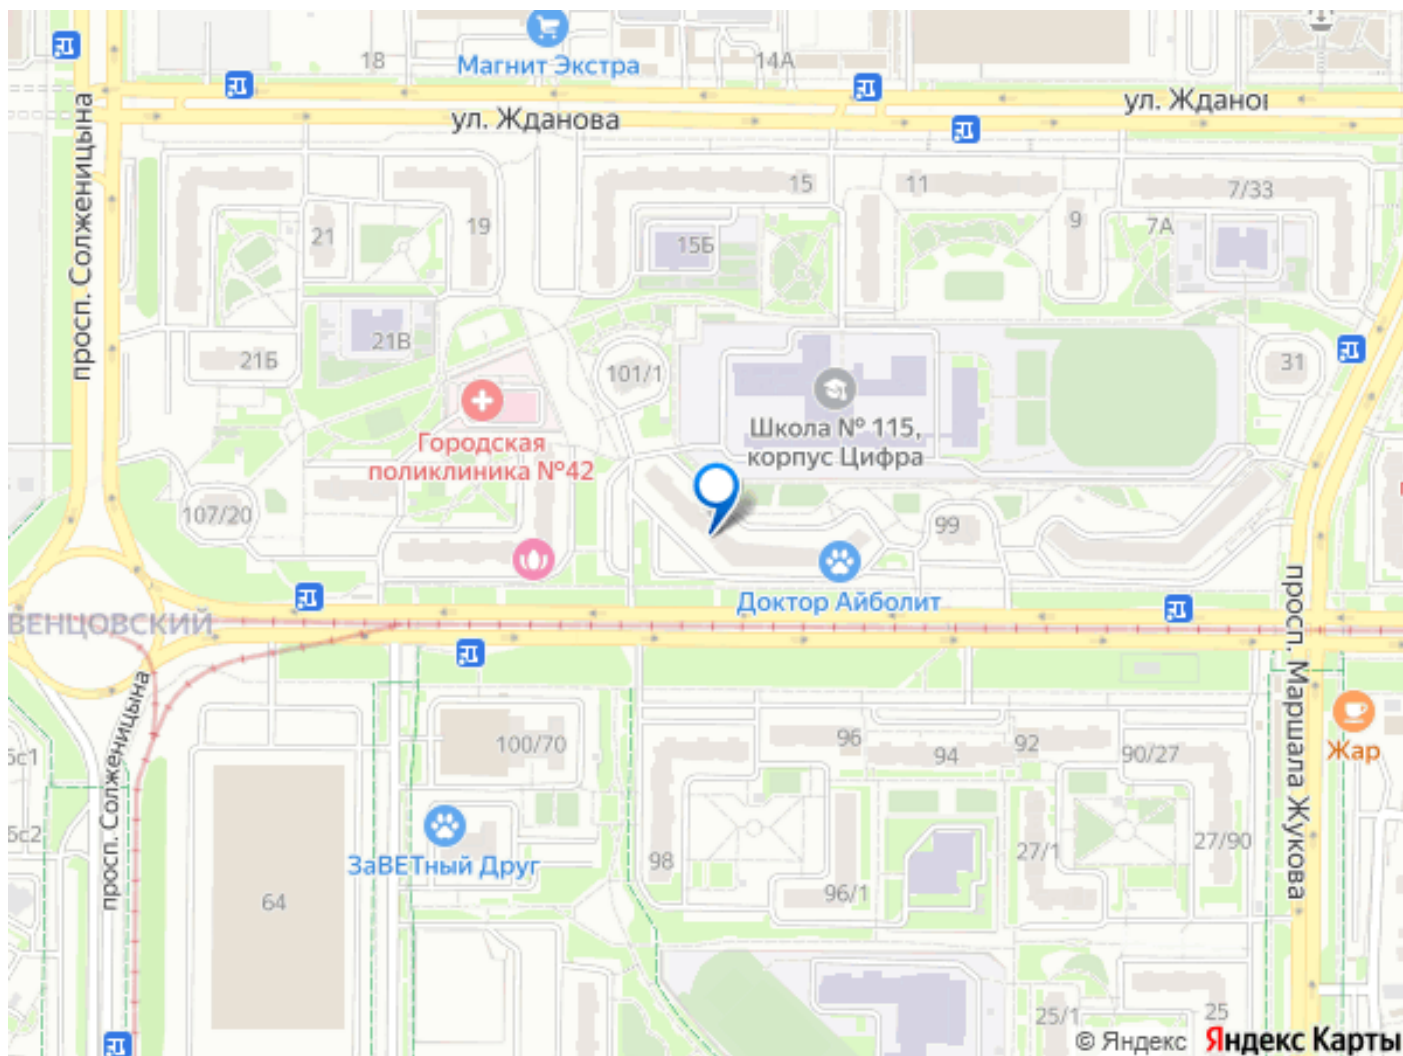 18
Магнит Экстра
14А
ул. Жданова
ул. Ждано
просп. Солженицына
15
11
7/33
21
19
15Б
9
7А
21В
21Б
101/1
31
Городская
поликлиника №42
Школа № 115,
корпус Цифра
107/20
99
Доктор Айболит
ВЕНЦОВСКИЙ
просп. Солженицына
просп. Маршала Жукова
100/70
96
94
92
90/27
Жар
5с1
5с2
ЗаВЕТный Друг
64
98
96/1
27/1
27/90
25/1
25
© Яндекс Яндекс Карты